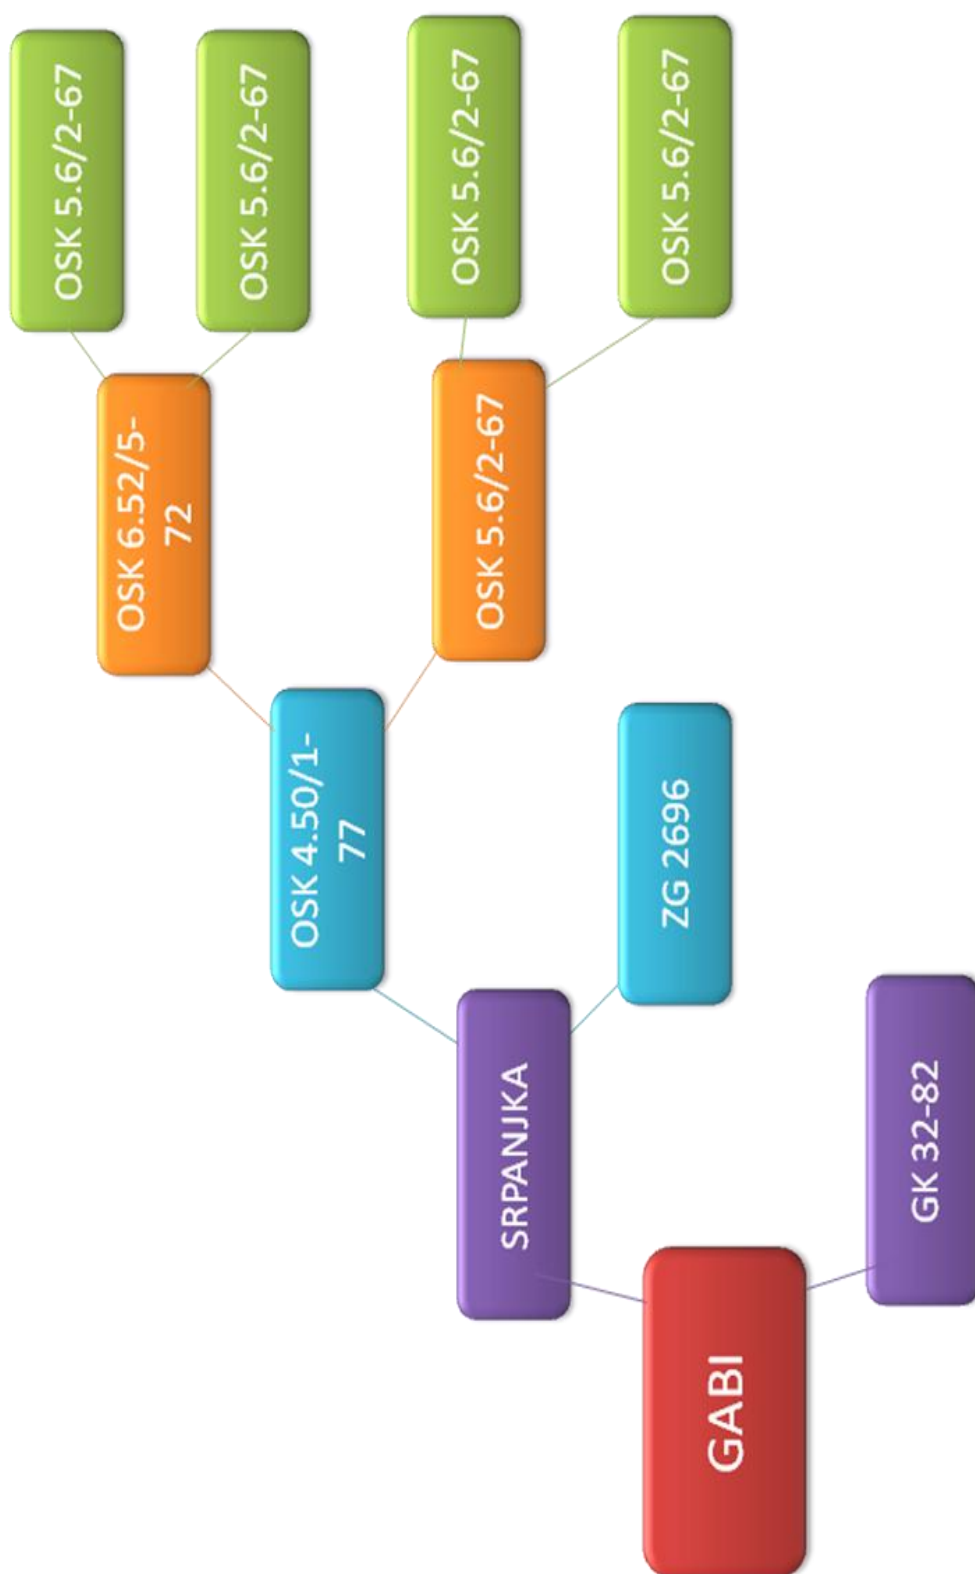 GABI
SRPANJKA
GK 32-82
OSK 4.50/1-
77
ZG 2696
OSK 6.52/5-
72
OSK 5.6/2-67
OSK 5.6/2-67
OSK 5.6/2-67
OSK 5.6/2-67
OSK 5.6/2-67